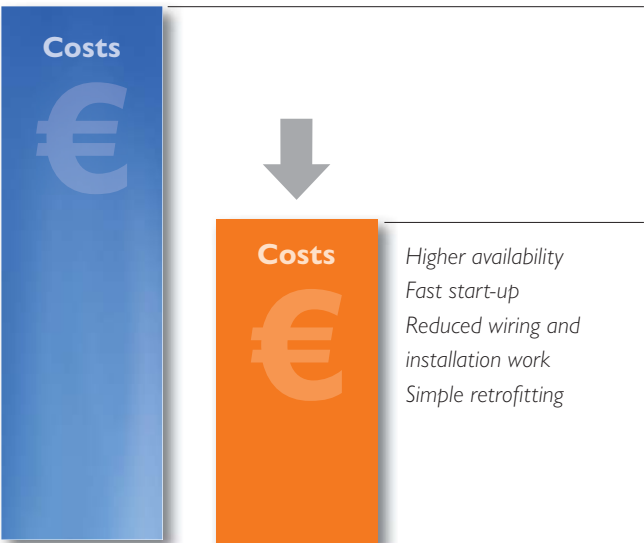 Costs
€
Costs
€
Higher availability
Fast start-up
Reduced wiring and
installation work
Simple retrofitting